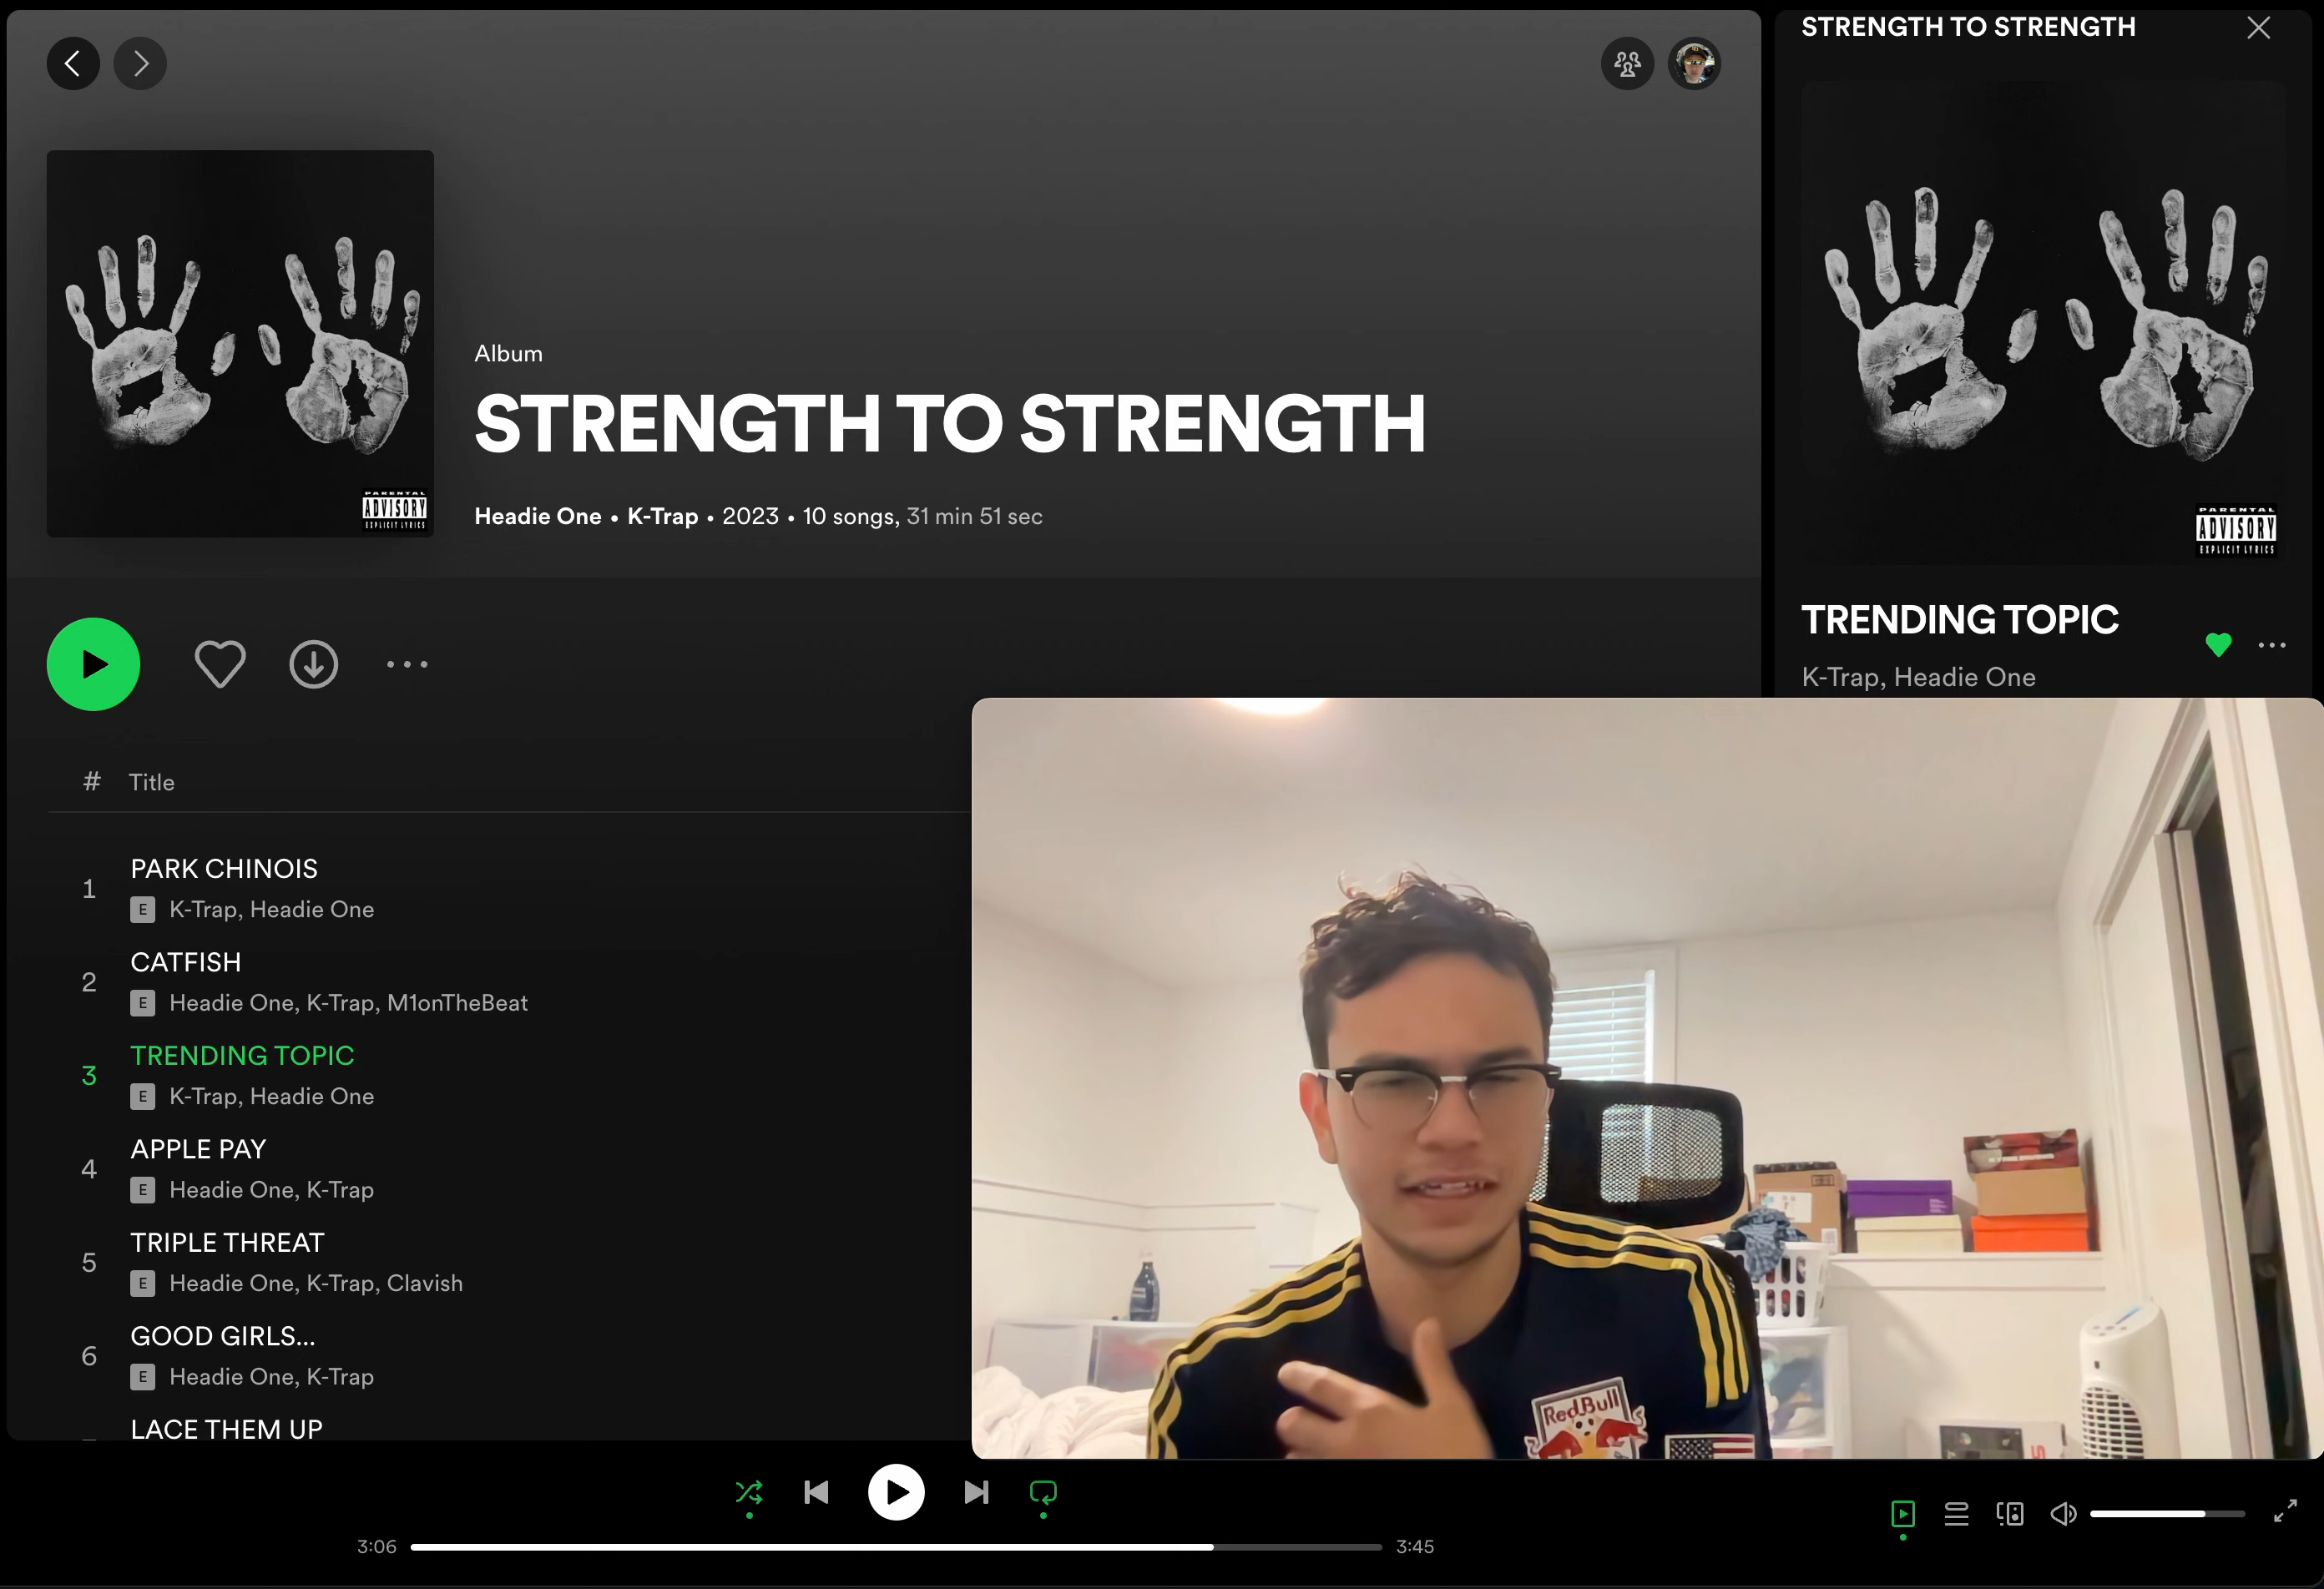 STRENGTH TO STRENGTH
PARENTAL
ADVISORY
EXPLICIT LYRICS
Album
STRENGTH TO STRENGTH
Headie One • K-Trap • 2023 • 10 songs, 31 min 51 sec
PARENTAL
ADVISORY
EXPLICIT LYRICS
TRENDING TOPIC
K-Trap, Headie One
# Title
1 PARK CHINOIS
E K-Trap, Headie One
2 CATFISH
E Headie One, K-Trap, M1onTheBeat
3 TRENDING TOPIC
E K-Trap, Headie One
4 APPLE PAY
E Headie One, K-Trap
5 TRIPLE THREAT
E Headie One, K-Trap, Clavish
6 GOOD GIRLS...
E Headie One, K-Trap
LACE THEM UP
Red Bull
3:06
3:45